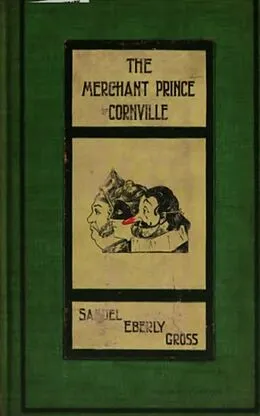 THE
MERCHANT PRINCE
CORNVILLE
SAMUEL
EBERLY
GROSS